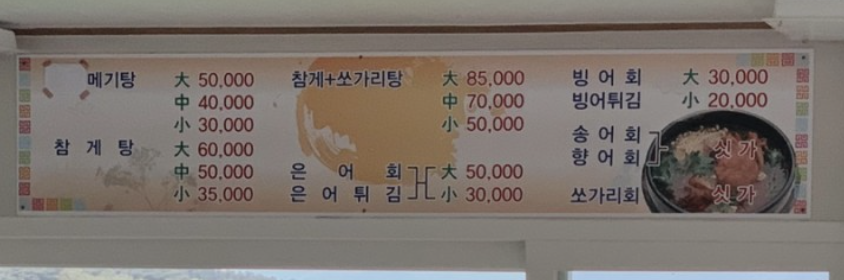 메기탕 大 50,000
中 40,000
小 30,000
참 게 탕 大 60,000
中 50,000
小 35,000
참게+쏘가리탕 大 85,000
中 70,000
小 50,000
은 어 회 大 50,000
은 어 튀 김 小 30,000
빙 어 회 大 30,000
빙어튀김 小 20,000
송 어 회
향 어 회 싯 가
쏘가리회 싯 가